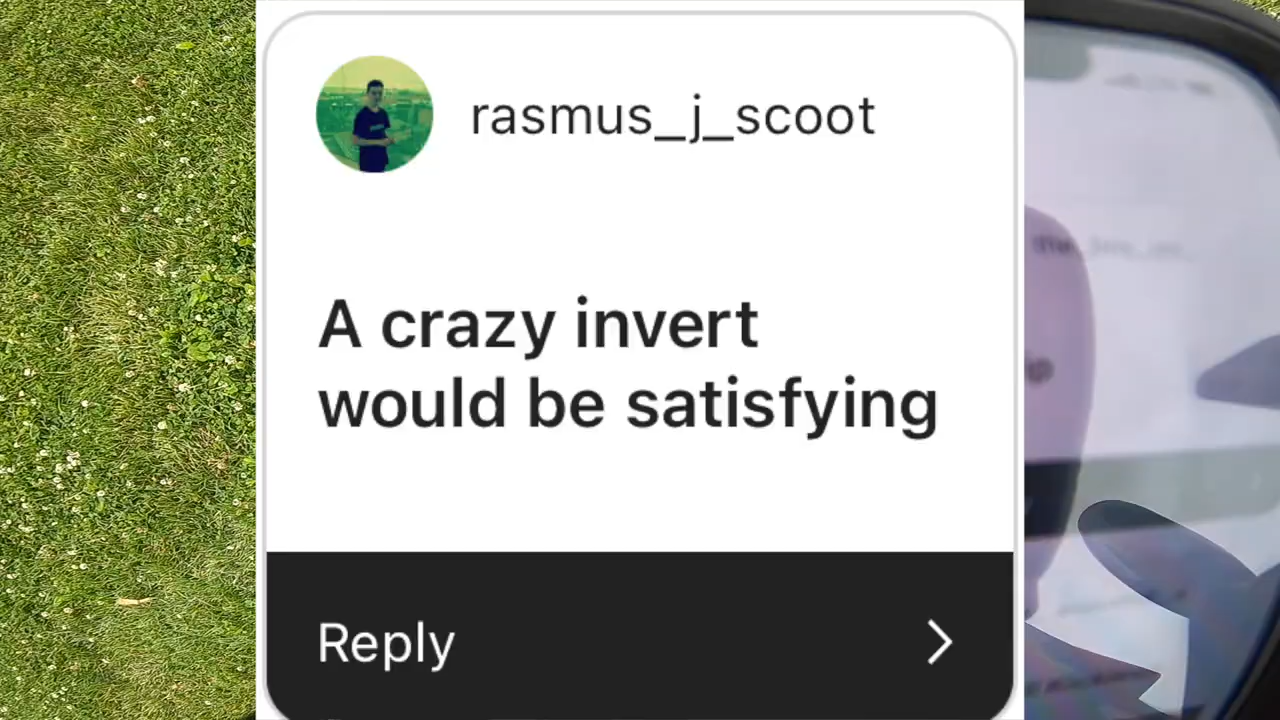 rasmus_j_scoot
A crazy invert
would be satisfying
Reply